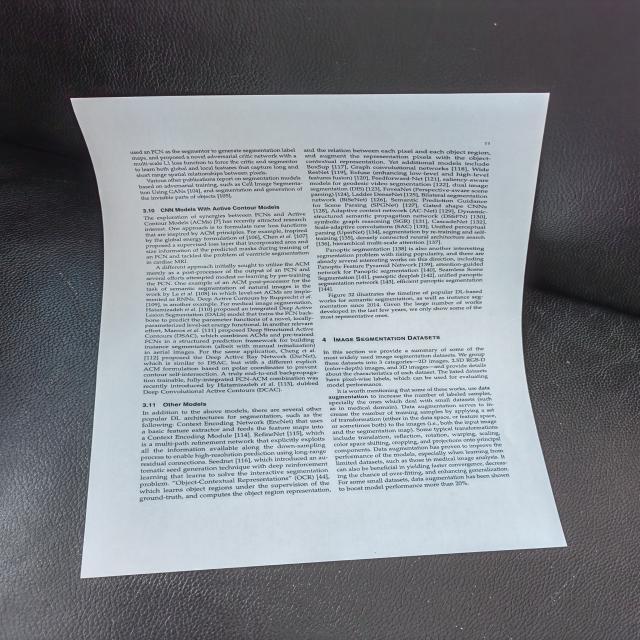 11
used an FCN as the segmentor to generate segmentation label
maps, and proposed a novel adversarial critic network with a
multi-scale L1 loss function to force the critic and segmentor
to learn both global and local features that capture long and
short range spatial relationships between pixels.
Various other publications report on segmentation models
based on adversarial training, such as Cell Image Segmenta-
tion Using GANs [104], and segmentation and generation of
the invisible parts of objects [105].
3.10 CNN Models With Active Contour Models
The exploration of synergies between FCNs and Active
Contour Models (ACMs) [7] has recently attracted research
interest. One approach is to formulate new loss functions
that are inspired by ACM principles. For example, inspired
by the global energy formulation of [106], Chen et al. [107]
proposed a supervised loss layer that incorporated area and
size information of the predicted masks during training of
an FCN and tackled the problem of ventricle segmentation
in cardiac MRI.
A different approach initially sought to utilize the ACM
merely as a post-processor of the output of an FCN and
several efforts attempted modest co-learning by pre-training
the FCN. One example of an ACM post-processor for the
task of semantic segmentation of natural images is the
work by Le et al. [108] in which level-set ACMs are imple-
mented as RNNs. Deep Active Contours by Rupprecht et al.
[109], is another example. For medical image segmentation,
Hatamizadeh et al. [110] proposed an integrated Deep Active
Lesion Segmentation (DALS) model that trains the FCN back-
bone to predict the parameter functions of a novel, locally-
parameterized level-set energy functional. In another relevant
effort, Marcos et al. [111] proposed Deep Structured Active
Contours (DSAC), which combines ACMs and pre-trained
FCNs in a structured prediction framework for building
instance segmentation (albeit with manual initialization)
in aerial images. For the same application, Cheng et al.
[112] proposed the Deep Active Ray Network (DarNet),
which is similar to DSAC, but with a different explicit
ACM formulation based on polar coordinates to prevent
contour self-intersection. A truly end-to-end backpropaga-
tion trainable, fully-integrated FCN-ACM combination was
recently introduced by Hatamizadeh et al. [113], dubbed
Deep Convolutional Active Contours (DCAC).
3.11 Other Models
In addition to the above models, there are several other
popular DL architectures for segmentation, such as the
following: Context Encoding Network (EncNet) that uses
a basic feature extractor and feeds the feature maps into
a Context Encoding Module [114]. RefineNet [115], which
is a multi-path refinement network that explicitly exploits
all the information available along the down-sampling
process to enable high-resolution prediction using long-range
residual connections. Seednet [116], which introduced an au-
tomatic seed generation technique with deep reinforcement
learning that learns to solve the interactive segmentation
problem. "Object-Contextual Representations" (OCR) [44],
which learns object regions under the supervision of the
ground-truth, and computes the object region representation,
and the relation between each pixel and each object region,
and augment the representation pixels with the object-
contextual representation. Yet additional models include
BoxSup [117], Graph convolutional networks [118], Wide
ResNet [119], Exfuse (enhancing low-level and high-level
features fusion) [120], Feedforward-Net [121], saliency-aware
models for geodesic video segmentation [122], dual image
segmentation (DIS) [123], FoveaNet (Perspective-aware scene
parsing) [124], Ladder DenseNet [125], Bilateral segmentation
network (BiSeNet) [126], Semantic Prediction Guidance
for Scene Parsing (SPGNet) [127], Gated shape CNNs
[128], Adaptive context network (AC-Net) [129], Dynamic-
structured semantic propagation network (DSSPN) [130],
symbolic graph reasoning (SGR) [131], CascadeNet [132],
Scale-adaptive convolutions (SAC) [133], Unified perceptual
parsing (UperNet) [134], segmentation by re-training and self-
training [135], densely connected neural architecture search
[136], hierarchical multi-scale attention [137].
Panoptic segmentation [138] is also another interesting
segmentation problem with rising popularity, and there are
already several interesting works on this direction, including
Panoptic Feature Pyramid Network [139], attention-guided
network for Panoptic segmentation [140], Seamless Scene
Segmentation [141], panoptic deeplab [142], unified panoptic
segmentation network [143], efficient panoptic segmentation
[144].
Figure 32 illustrates the timeline of popular DL-based
works for semantic segmentation, as well as instance seg-
mentation since 2014. Given the large number of works
developed in the last few years, we only show some of the
most representative ones.
4 IMAGE SEGMENTATION DATASETS
In this section we provide a summary of some of the
most widely used image segmentation datasets. We group
these datasets into 3 categories—2D images, 2.5D RGB-D
(color+depth) images, and 3D images—and provide details
about the characteristics of each dataset. The listed datasets
have pixel-wise labels, which can be used for evaluating
model performance.
It is worth mentioning that some of these works, use data
augmentation to increase the number of labeled samples,
specially the ones which deal with small datasets (such
as in medical domain). Data augmentation serves to in-
crease the number of training samples by applying a set
of transformation (either in the data space, or feature space,
or sometimes both) to the images (i.e., both the input image
and the segmentation map). Some typical transformations
include translation, reflection, rotation, warping, scaling,
color space shifting, cropping, and projections onto principal
components. Data augmentation has proven to improve the
performance of the models, especially when learning from
limited datasets, such as those in medical image analysis. It
can also be beneficial in yielding faster convergence, decreas-
ing the chance of over-fitting, and enhancing generalization.
For some small datasets, data augmentation has been shown
to boost model performance more than 20%.